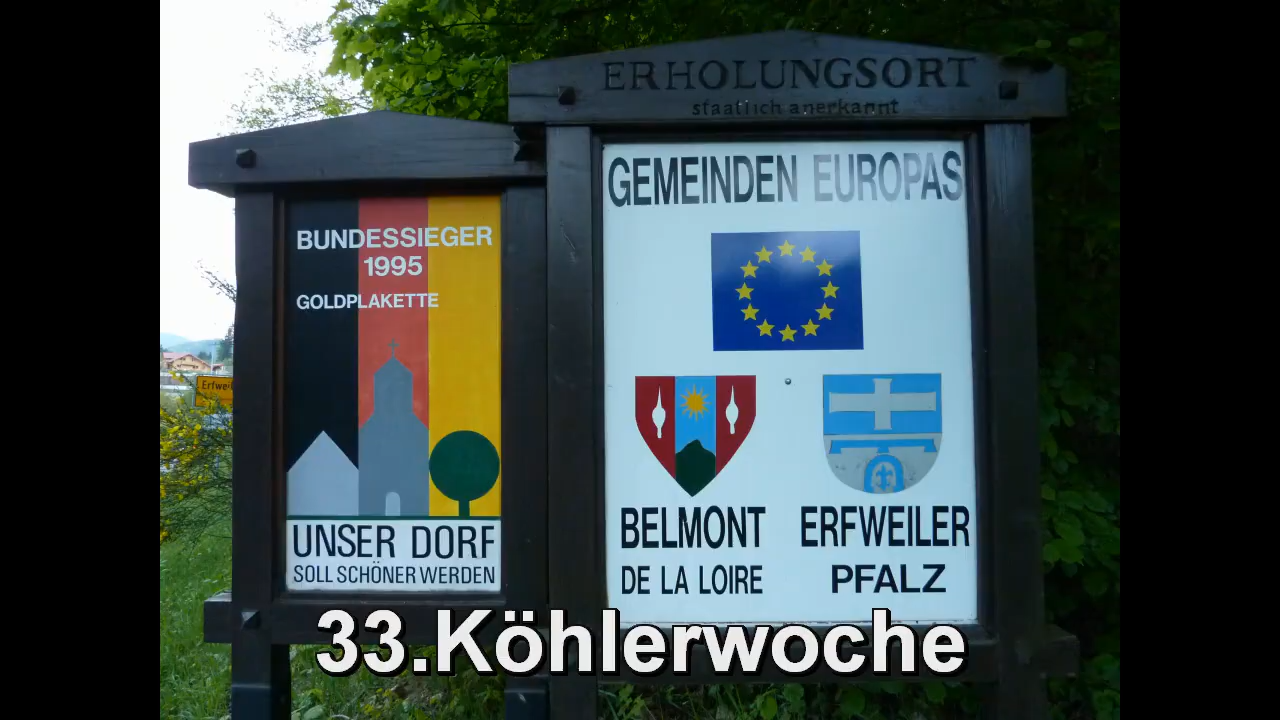 ERHOLUNGSORT
staatlich anerkannt
BUNDESSIEGER
1995
GOLDPLAKETTE
UNSER DORF
SOLL SCHÖNER WERDEN
GEMEINDEN EUROPAS
BELMONT
DE LA LOIRE
ERFWEILER
PFALZ
Erfweil
33.Köhlerwoche